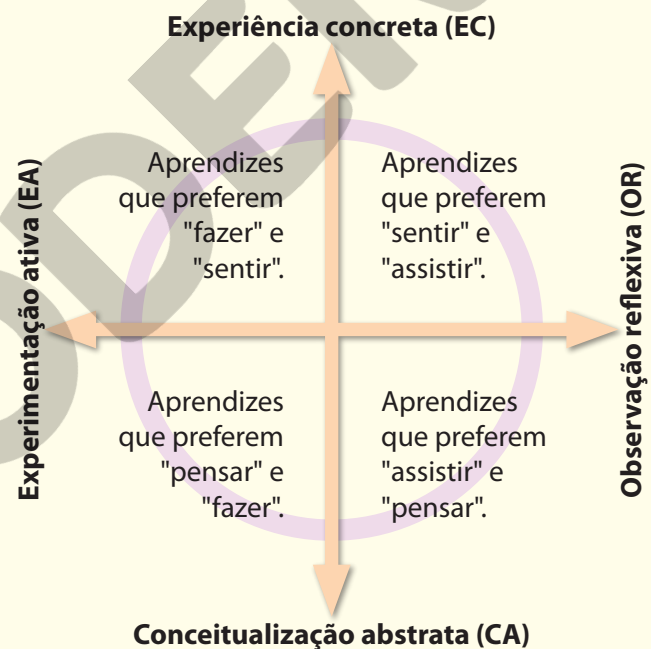 Experiência concreta (EC)
Experimentação ativa (EA)
Aprendizes
que preferem
"fazer" e
"sentir".
Aprendizes
que preferem
"sentir" e
"assistir".
Observação reflexiva (OR)
Aprendizes
que preferem
"pensar" e
"fazer".
Aprendizes
que preferem
"assistir" e
"pensar".
Conceitualização abstrata (CA)